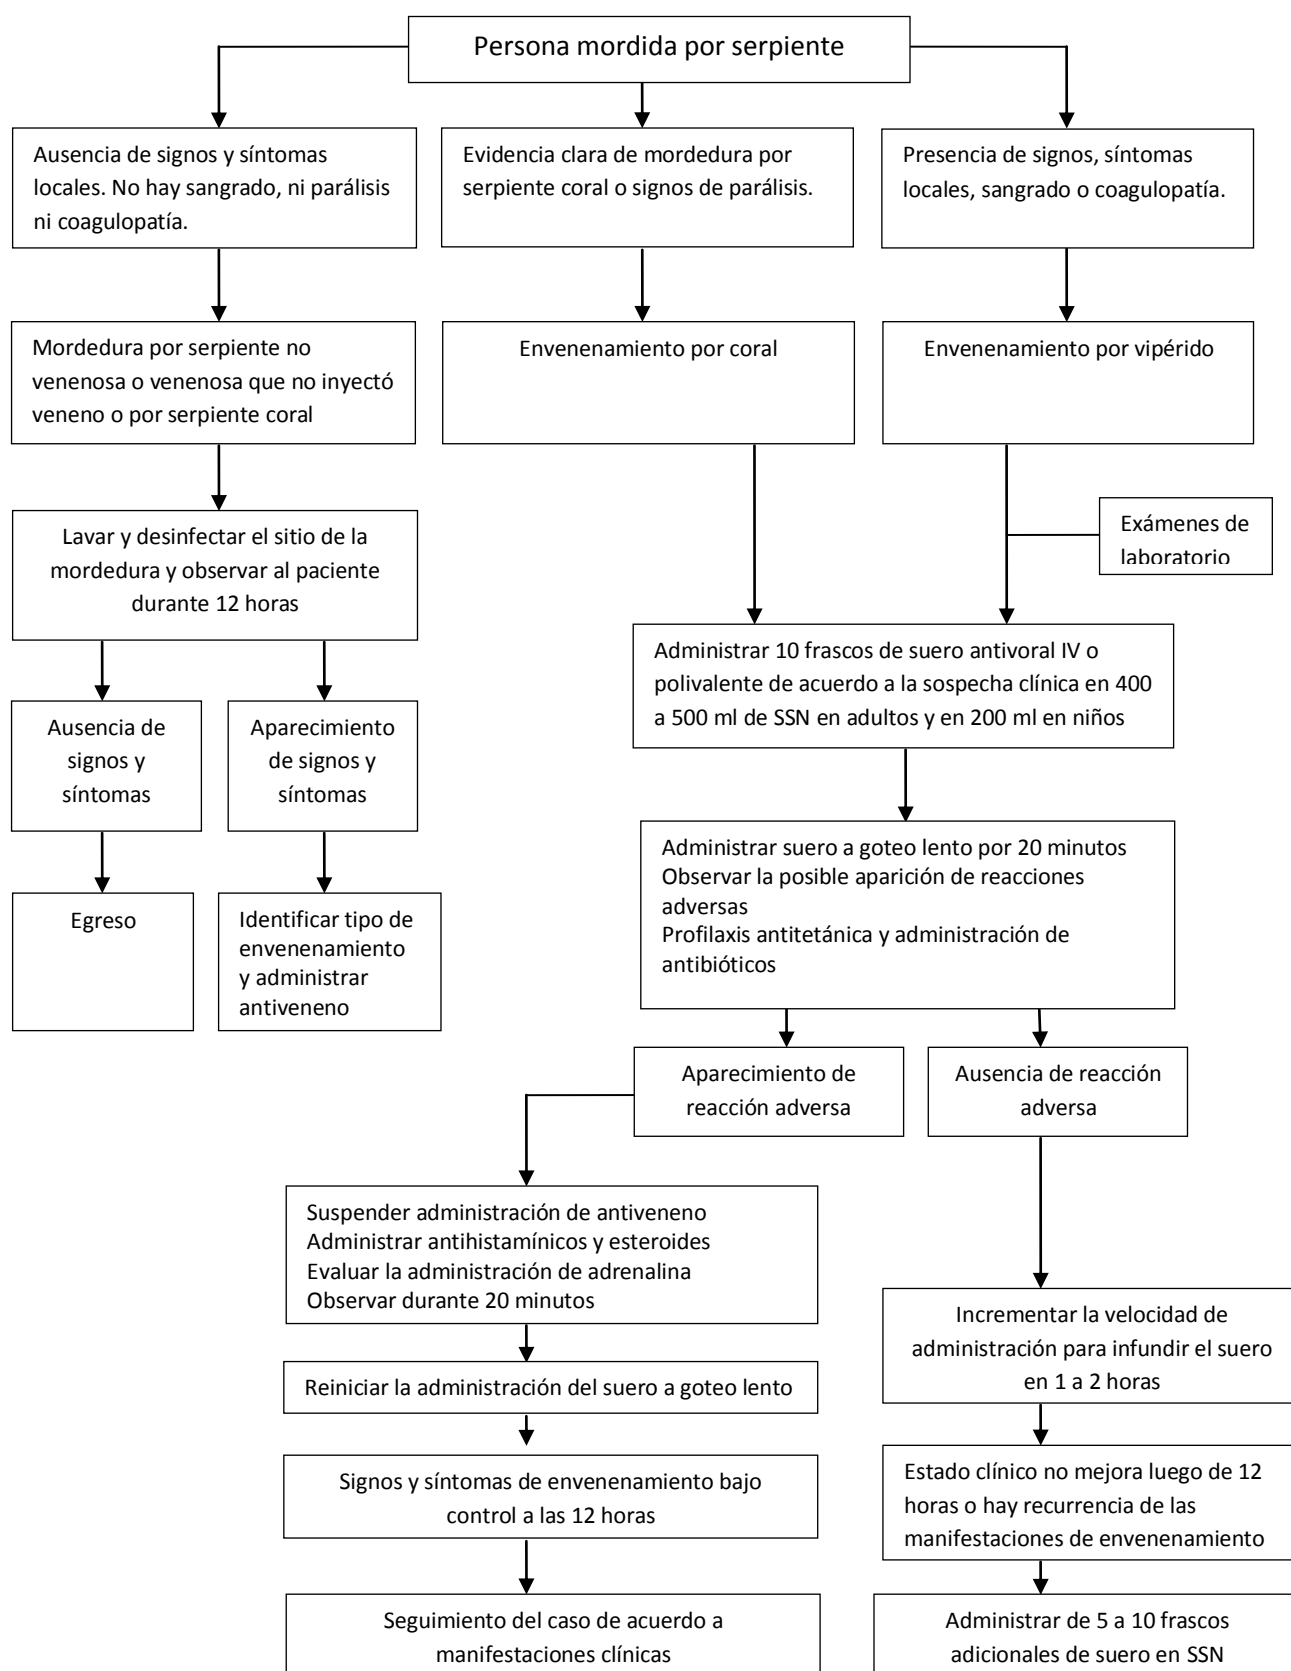 Persona mordida por serpiente
Ausencia de signos y síntomas
locales. No hay sangrado, ni parálisis
ni coagulopatía.
Evidencia clara de mordedura por
serpiente coral o signos de parálisis.
Presencia de signos, síntomas
locales, sangrado o coagulopatía.
Mordedura por serpiente no
venenosa o venenosa que no inyectó
veneno o por serpiente coral
Envenenamiento por coral
Envenenamiento por vipérido
Lavar y desinfectar el sitio de la
mordedura y observar al paciente
durante 12 horas
Exámenes de
laboratorio
Administrar 10 frascos de suero antivoral IV o
polivalente de acuerdo a la sospecha clínica en 400
a 500 ml de SSN en adultos y en 200 ml en niños
Ausencia de
signos y
síntomas
Aparecimiento
de signos y
síntomas
Administrar suero a goteo lento por 20 minutos
Observar la posible aparición de reacciones
adversas
Profilaxis antitetánica y administración de
antibióticos
Egreso
Identificar tipo de
envenenamiento
y administrar
antiveneno
Aparecimiento de
reacción adversa
Ausencia de reacción
adversa
Suspender administración de antiveneno
Administrar antihistamínicos y esteroides
Evaluar la administración de adrenalina
Observar durante 20 minutos
Incrementar la velocidad de
administración para infundir el suero
en 1 a 2 horas
Reiniciar la administración del suero a goteo lento
Signos y síntomas de envenenamiento bajo
control a las 12 horas
Estado clínico no mejora luego de 12
horas o hay recurrencia de las
manifestaciones de envenenamiento
Seguimiento del caso de acuerdo a
manifestaciones clínicas
Administrar de 5 a 10 frascos
adicionales de suero en SSN